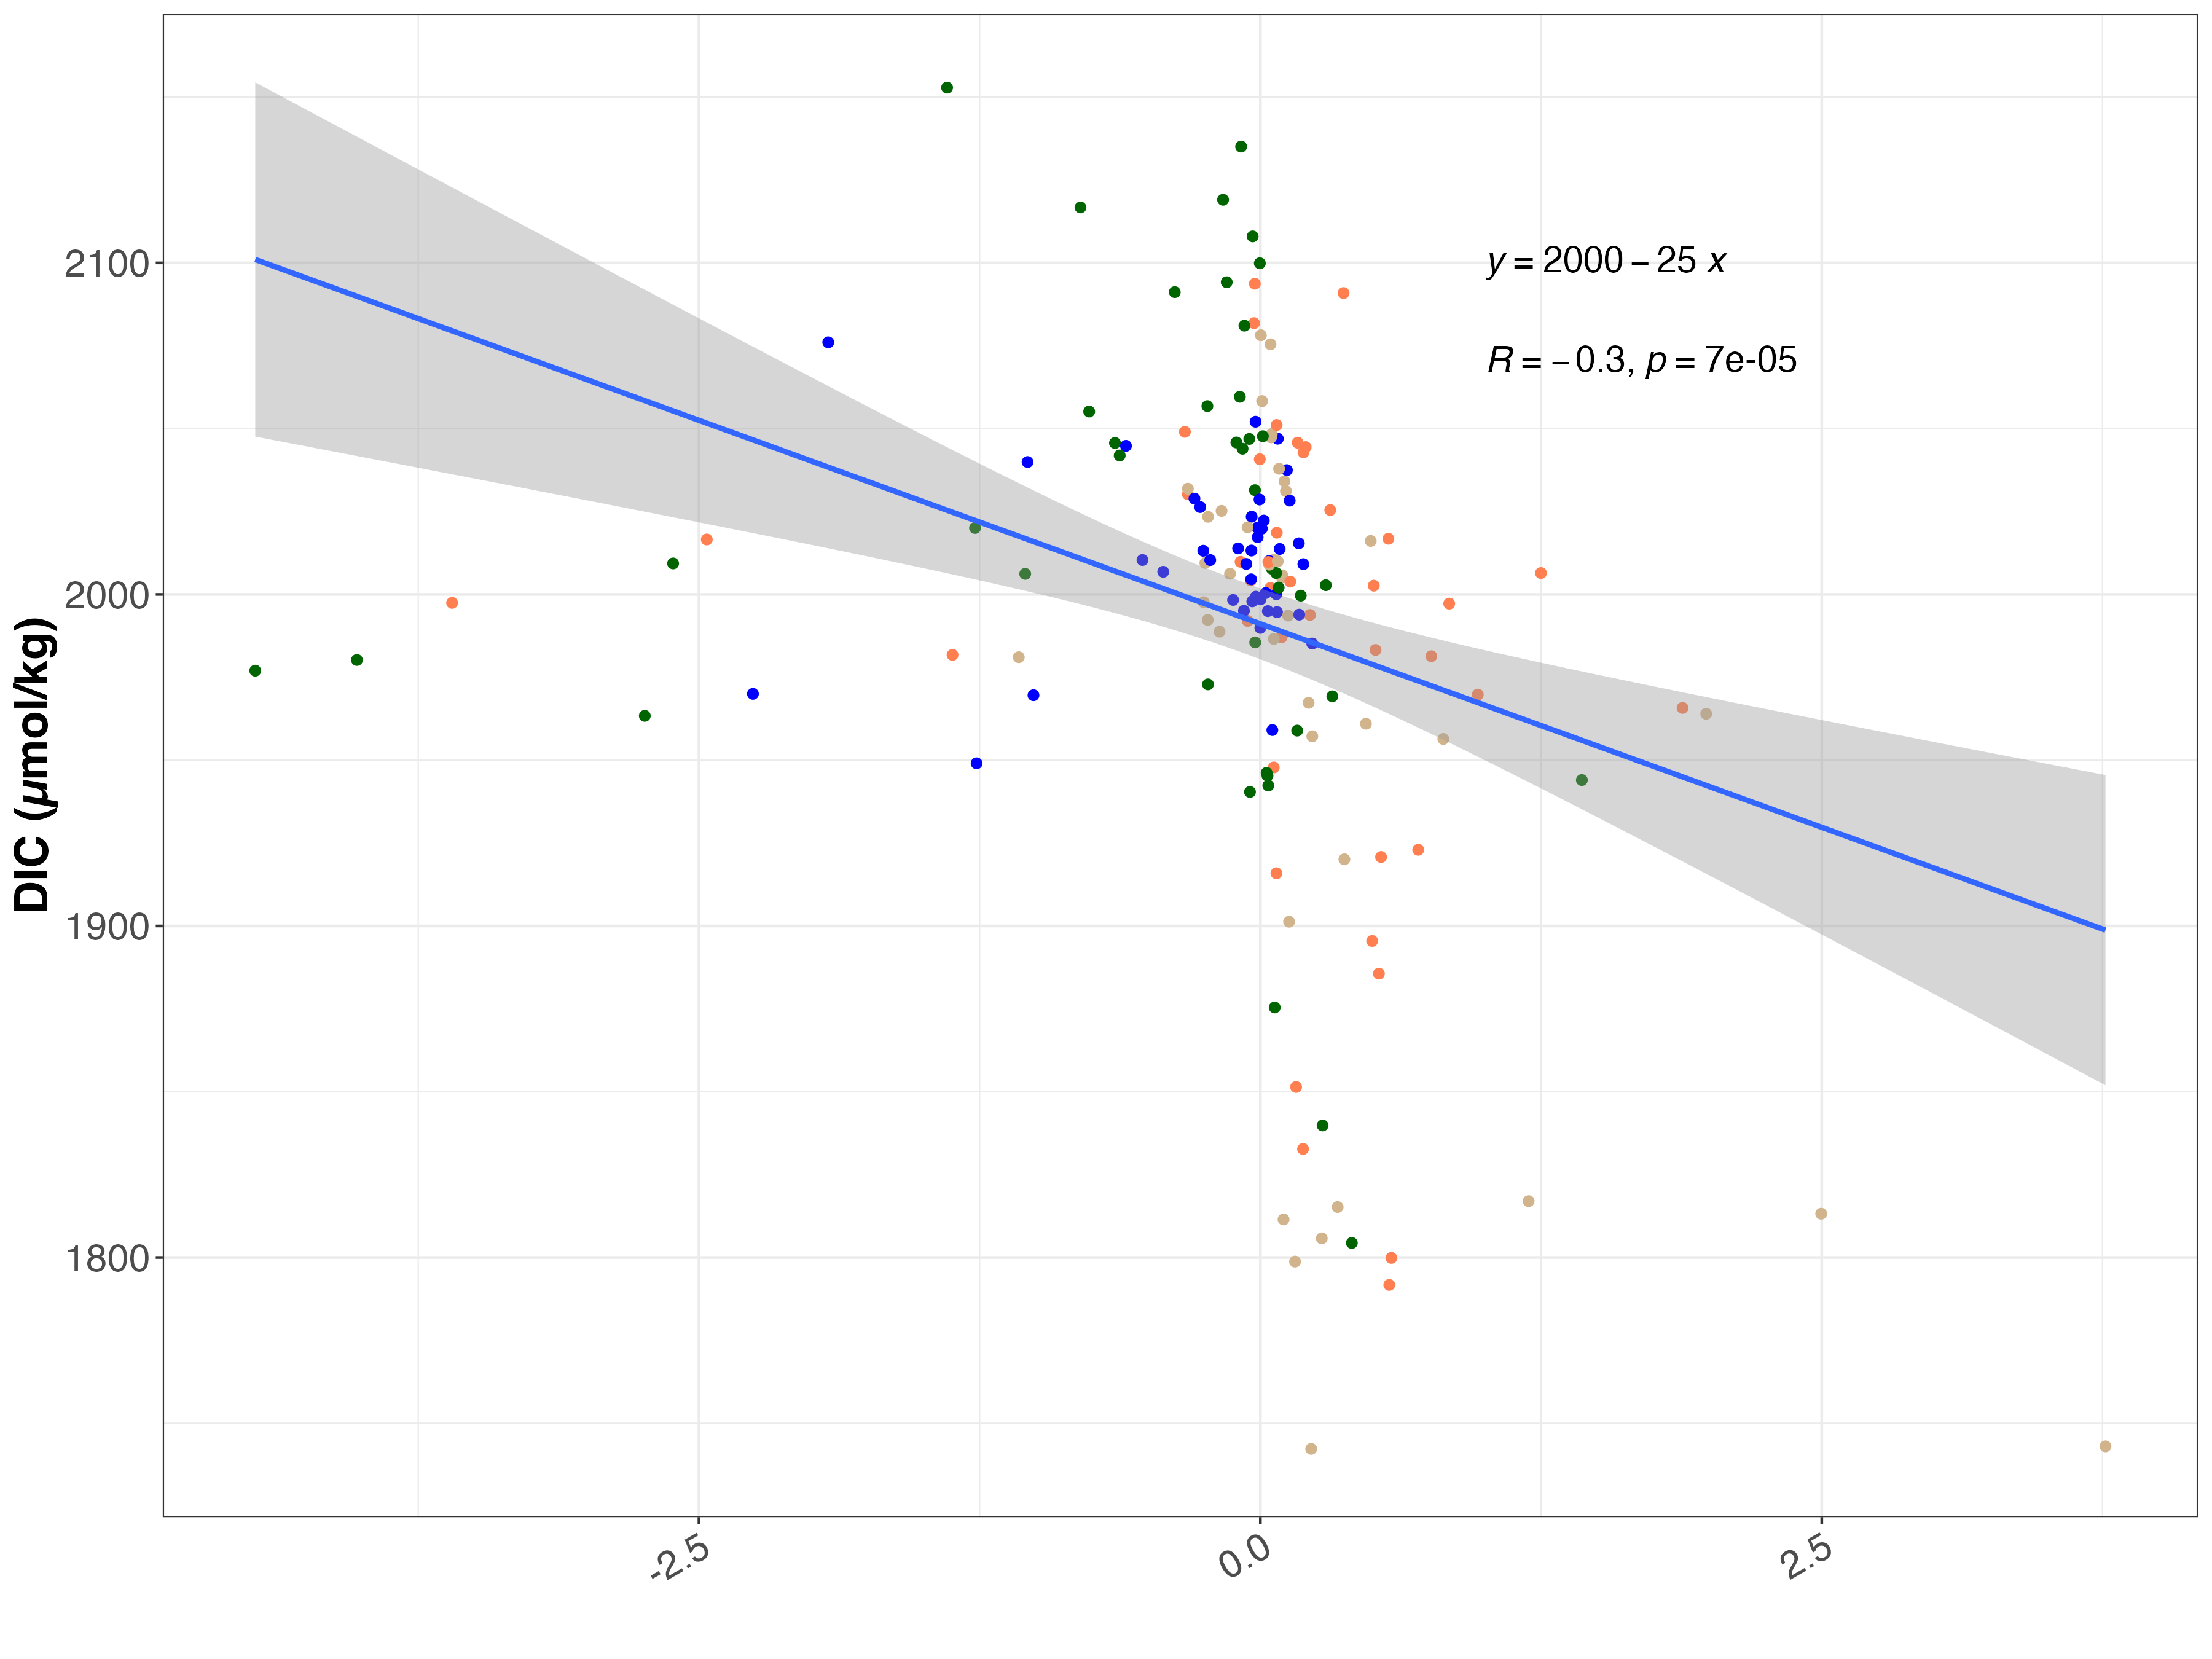 DIC (µmol/kg)
2100
2000
1900
1800
y = 2000 − 25 x
R = − 0.3, p = 7e-05
-2.5
0.0
2.5